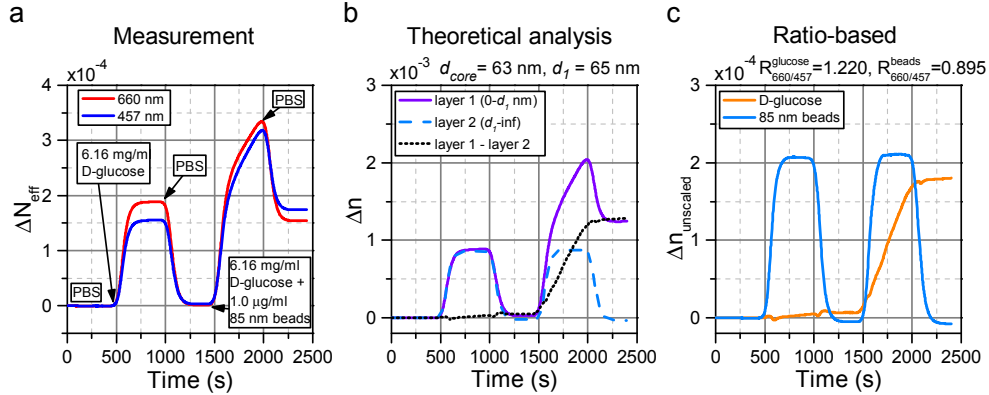 a
Measurement
x10⁻⁴
660 nm
457 nm
6.16 mg/ml
D-glucose
PBS
PBS
PBS
6.16 mg/ml
D-glucose +
1.0 µg/ml
85 nm beads
5
4
3
2
1
0
ΔN_eff
0 500 1000 1500 2000 2500
Time (s)
b
Theoretical analysis
x10⁻³ d_core = 63 nm, d_1 = 65 nm
layer 1 (0-d_1 nm)
layer 2 (d_1-inf)
layer 1 - layer 2
3
2
1
0
Δn
0 500 1000 1500 2000 2500
Time (s)
c
Ratio-based
x10⁻⁴ R^glucose_660/457=1.220, R^beads_660/457=0.895
D-glucose
85 nm beads
3
2
1
0
Δn_unscaled
0 500 1000 1500 2000 2500
Time (s)